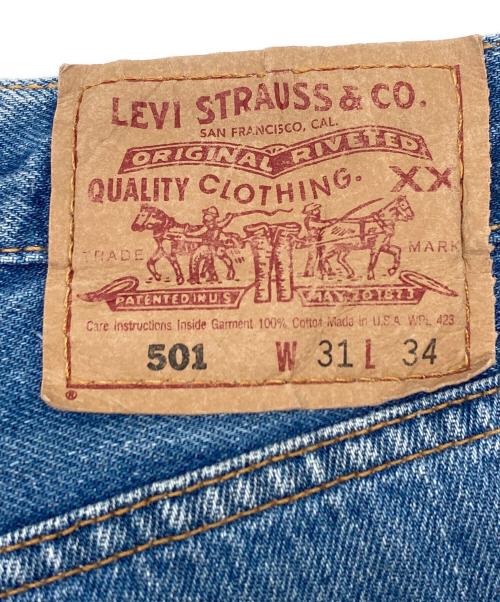 LEVI STRAUSS & CO.
SAN FRANCISCO, CAL.
ORIGINAL RIVETED
QUALITY CLOTHING. XX
TRADE MARK
PATENTED IN U.S. MAY 20 1873
Care Instructions Inside Garment 100% Cotton Made in U.S.A. WPL 423
501 W 31 L 34
®